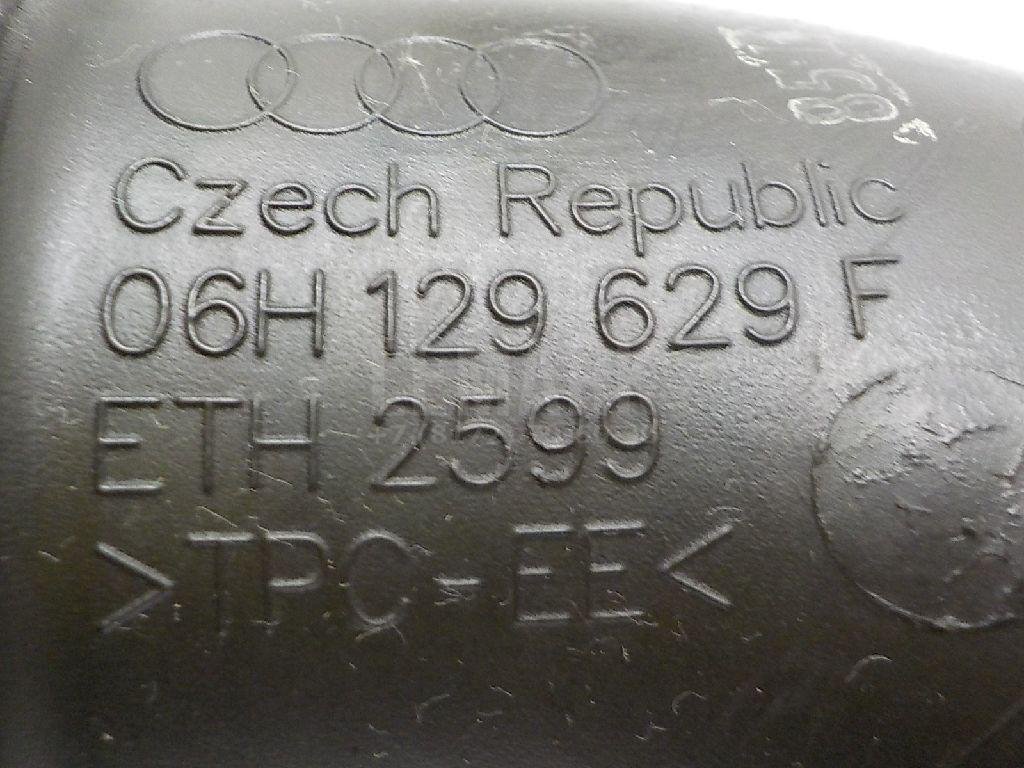 Czech Republic
06H 129 629 F
ETH 2599
>TPC-EE<